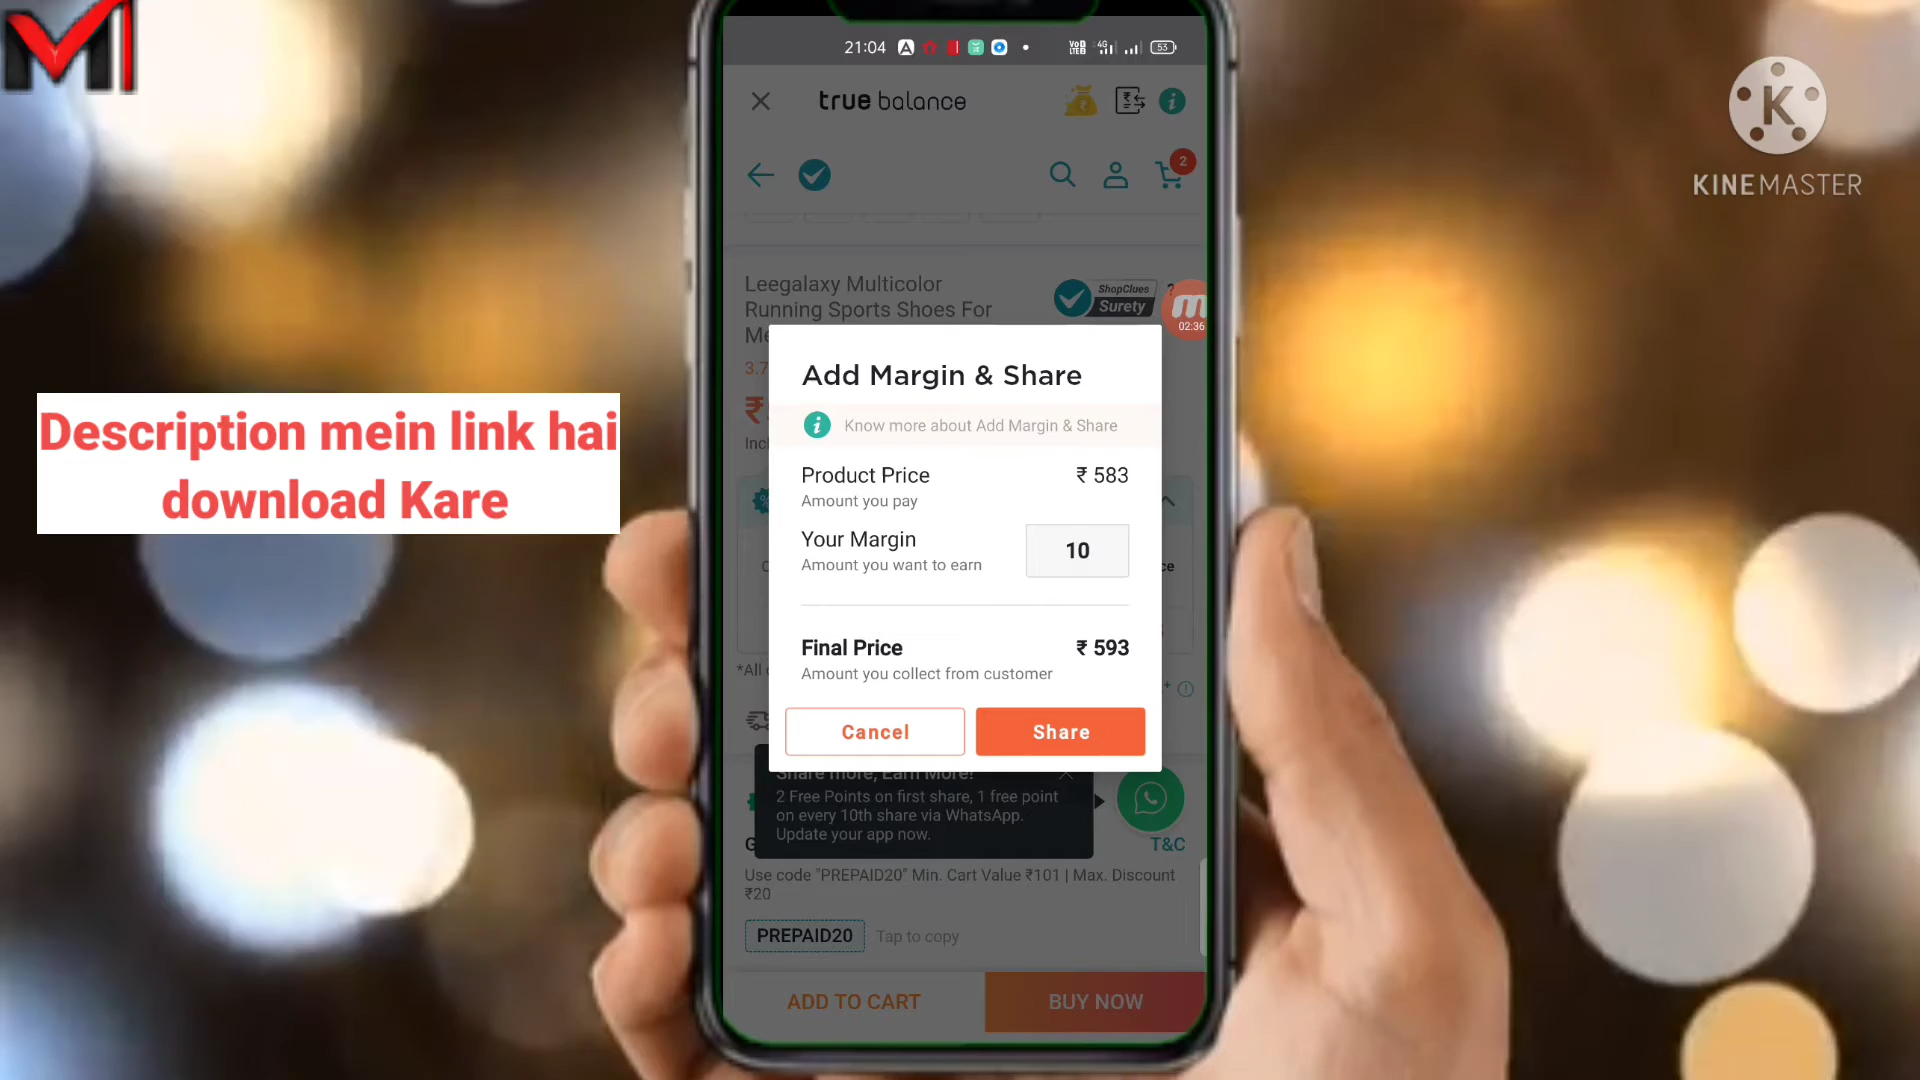 21:04
53
true balance
2
Leegalaxy Multicolor
Running Sports Shoes For
ShopClues
Surety
02:36
3.7
Add Margin & Share
Know more about Add Margin & Share
Product Price ₹ 583
Amount you pay
Your Margin
Amount you want to earn
10
Final Price ₹ 593
Amount you collect from customer
Cancel Share
Share more, Earn More!
2 Free Points on first share, 1 free point
on every 10th share via WhatsApp.
Update your app now.
T&C
Use code "PREPAID20" Min. Cart Value ₹101 | Max. Discount
₹20
PREPAID20 Tap to copy
ADD TO CART BUY NOW
Description mein link hai
download Kare
K
KINEMASTER